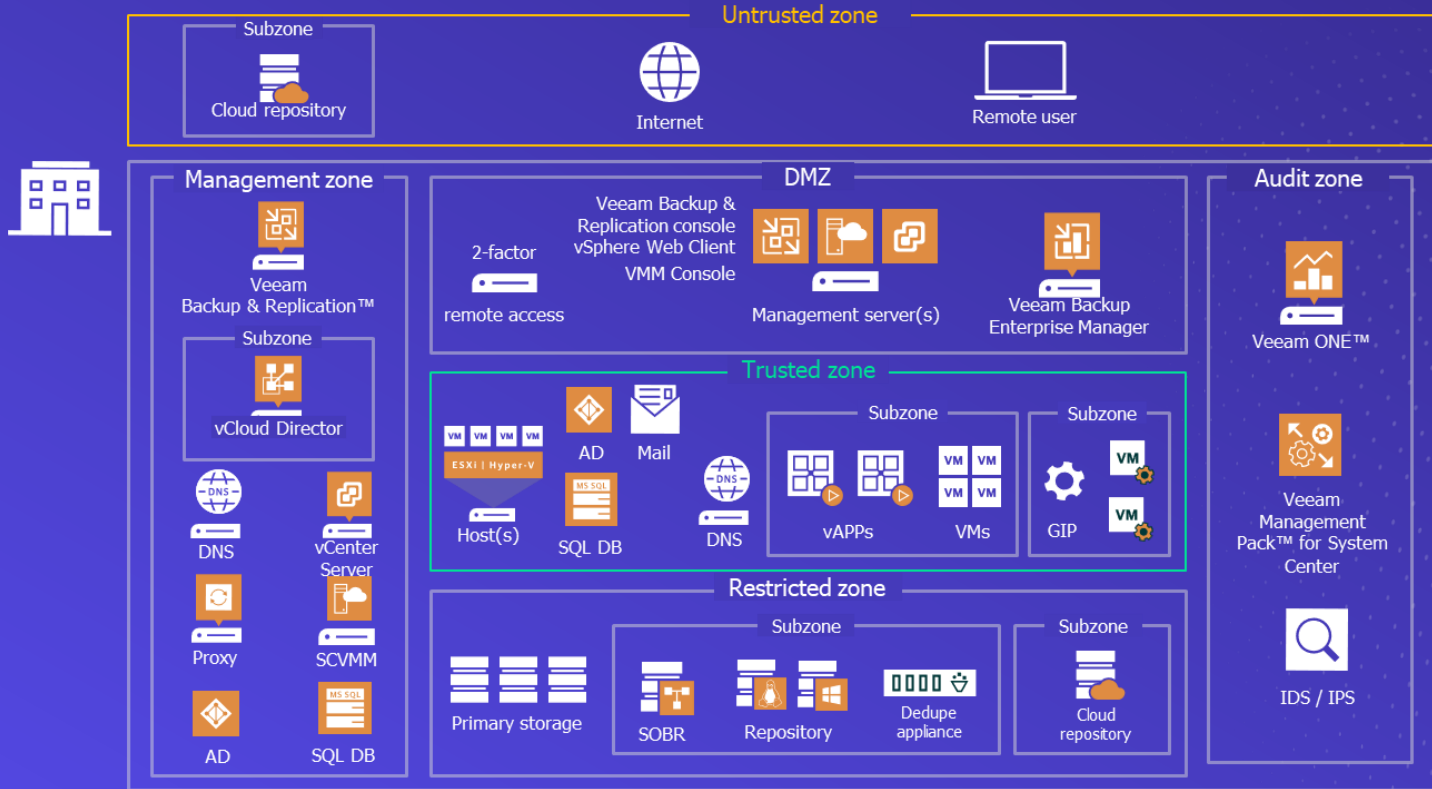 Untrusted zone
Subzone
Cloud repository
Internet
Remote user
Management zone
Veeam
Backup & Replication™
Subzone
vCloud Director
DNS
DNS
vCenter
Server
Proxy
SCVMM
MS SQL
AD
SQL DB
DMZ
2-factor
remote access
Veeam Backup &
Replication console
vSphere Web Client
VMM Console
Management server(s)
Veeam Backup
Enterprise Manager
Trusted zone
VM VM VM VM
ESXi | Hyper-V
Host(s)
AD
Mail
MS SQL
SQL DB
DNS
DNS
Subzone
vAPPs
VM VM
VM VM
VMs
Subzone
GIP
VM
VM
Restricted zone
Primary storage
Subzone
SOBR
Repository
Dedupe
appliance
Subzone
Cloud
repository
Audit zone
Veeam ONE™
Veeam
Management
Pack™ for System
Center
IDS / IPS